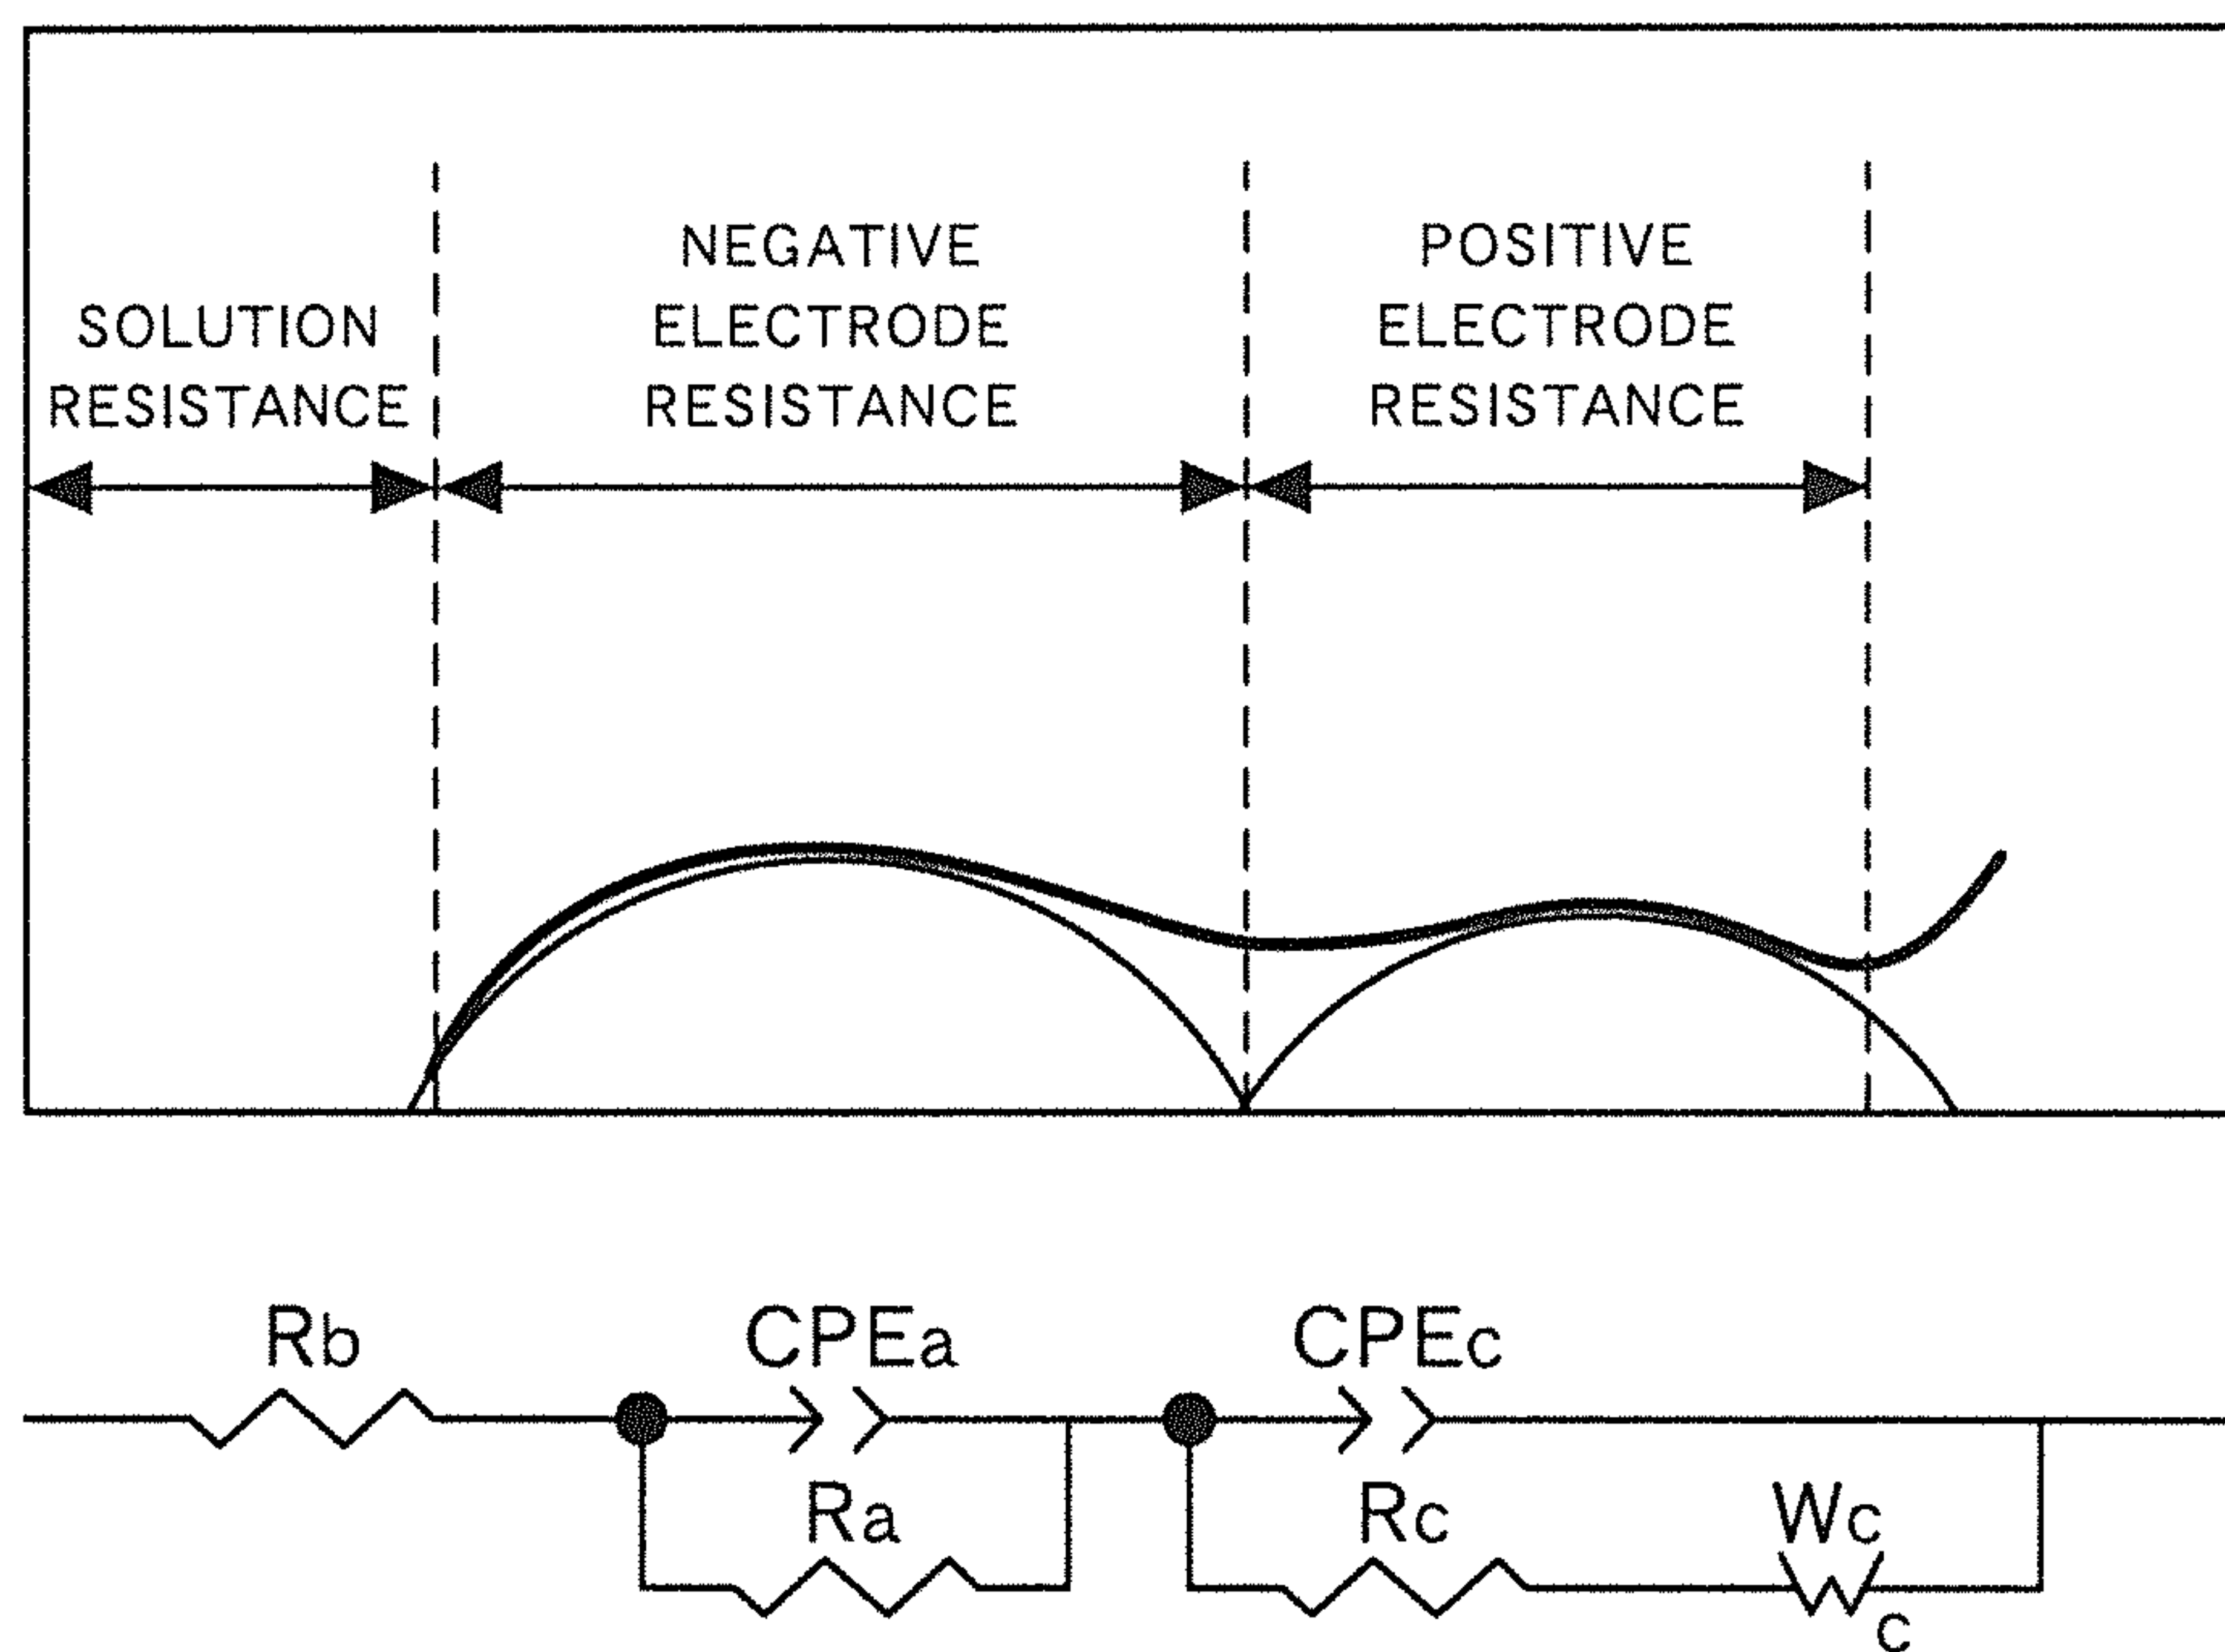 SOLUTION
RESISTANCE
NEGATIVE
ELECTRODE
RESISTANCE
POSITIVE
ELECTRODE
RESISTANCE
Rb
CPEa
CPEc
Ra
Rc
Wc
c